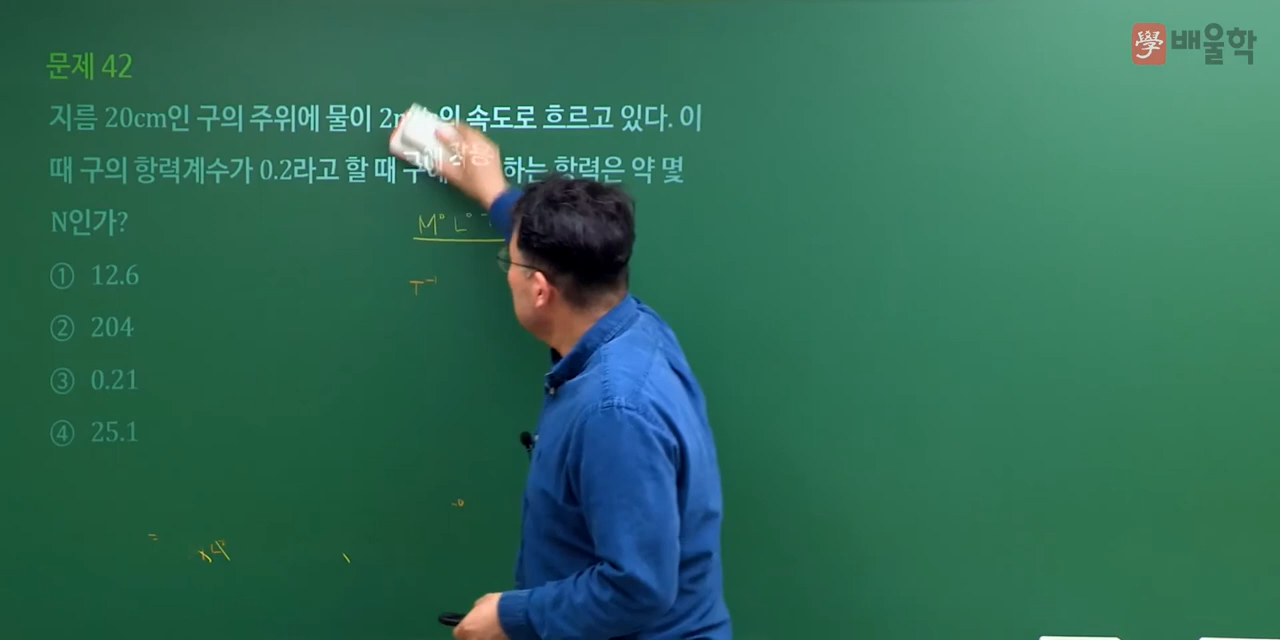 學 배울학
문제 42
지름 20cm인 구의 주위에 물이 2m 의 속도로 흐르고 있다. 이
때 구의 항력계수가 0.2라고 할 때 구에 하는 항력은 약 몇
N인가?
M⁰ L⁰
T⁻¹
① 12.6
② 204
③ 0.21
④ 25.1